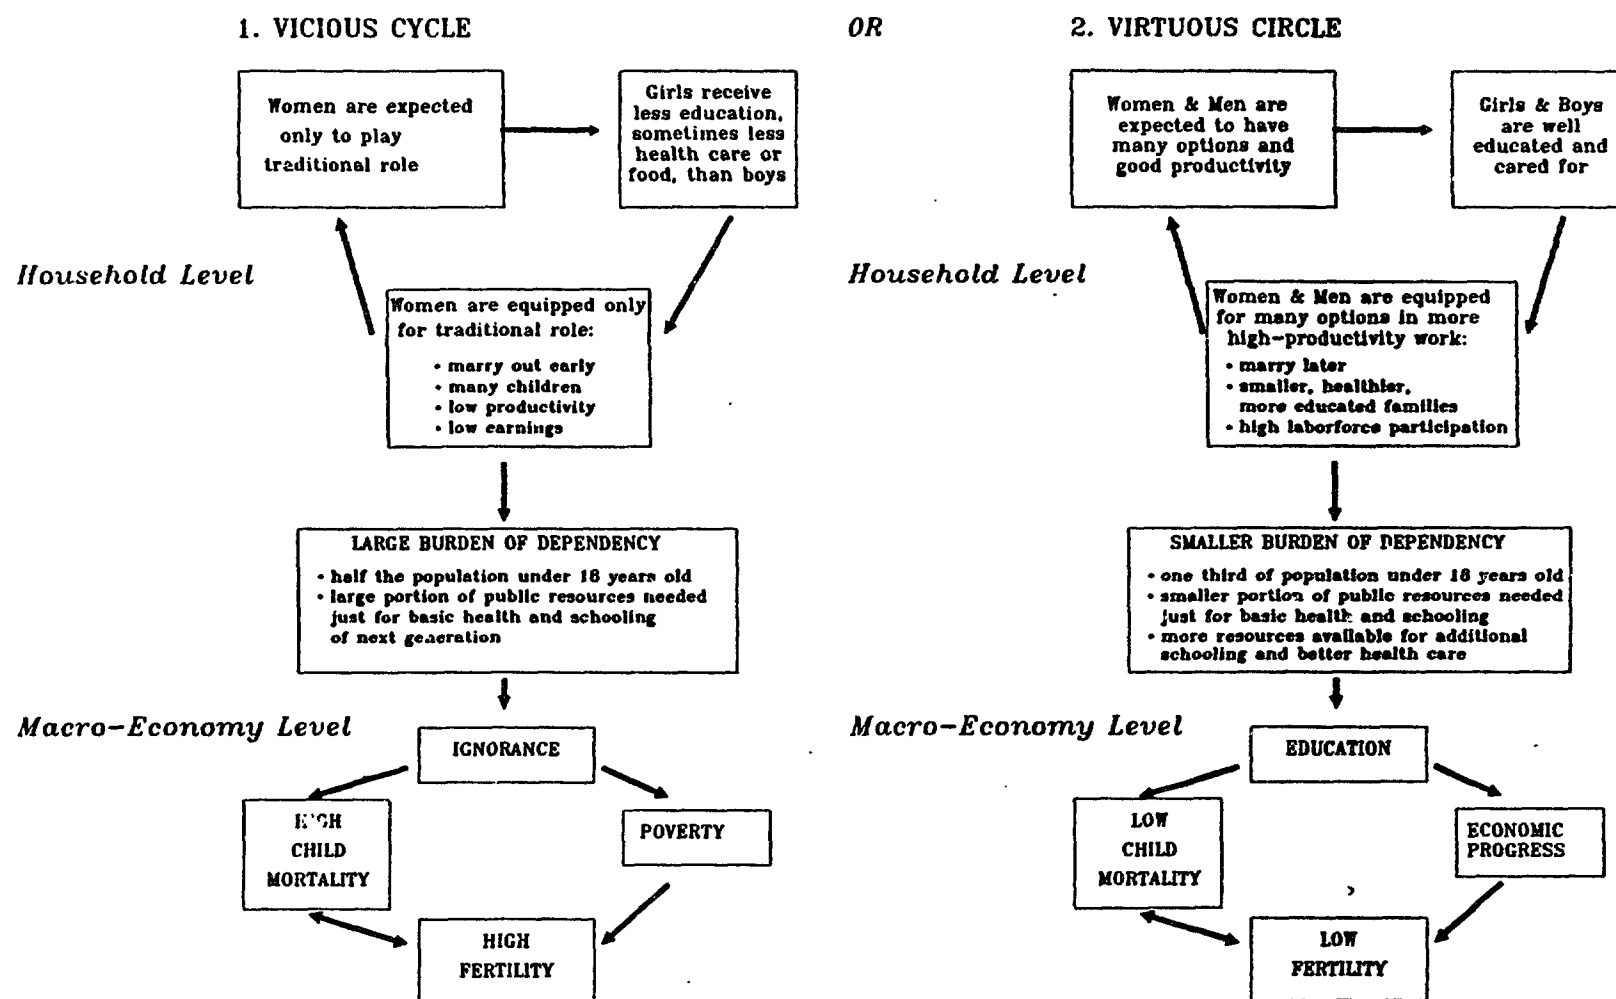 1. VICIOUS CYCLE
OR
2. VIRTUOUS CIRCLE
Women are expected
only to play
traditional role
Girls receive
less education,
sometimes less
health care or
food, than boys
Household Level
Women are equipped only
for traditional role:
• marry out early
• many children
• low productivity
• low earnings
LARGE BURDEN OF DEPENDENCY
• half the population under 18 years old
• large portion of public resources needed
just for basic health and schooling
of next generation
Macro-Economy Level
IGNORANCE
HIGH
CHILD
MORTALITY
POVERTY
HIGH
FERTILITY
Women & Men are
expected to have
many options and
good productivity
Girls & Boys
are well
educated and
cared for
Household Level
Women & Men are equipped
for many options in more
high-productivity work:
• marry later
• smaller, healthier,
more educated families
• high laborforce participation
SMALLER BURDEN OF DEPENDENCY
• one third of population under 18 years old
• smaller portion of public resources needed
just for basic health and schooling
• more resources available for additional
schooling and better health care
Macro-Economy Level
EDUCATION
LOW
CHILD
MORTALITY
ECONOMIC
PROGRESS
LOW
FERTILITY